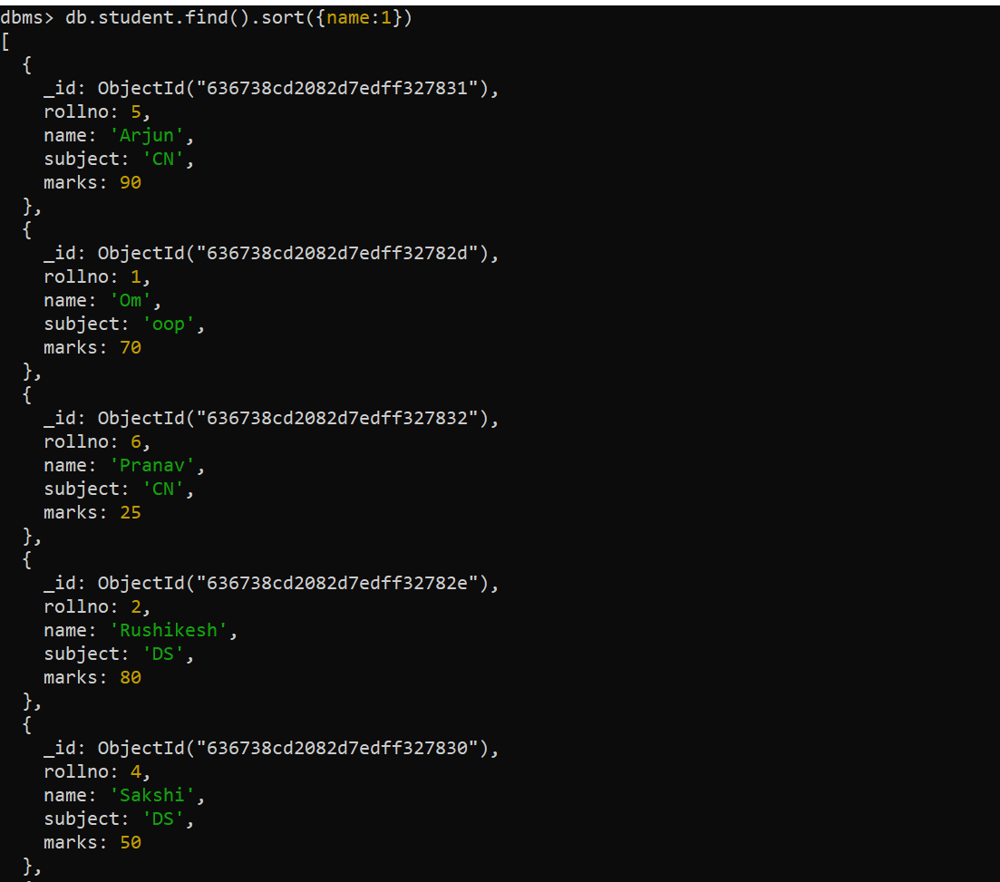 dbms> db.student.find().sort({name:1})
[
  {
    _id: ObjectId("636738cd2082d7edff327831"),
    rollno: 5,
    name: 'Arjun',
    subject: 'CN',
    marks: 90
  },
  {
    _id: ObjectId("636738cd2082d7edff32782d"),
    rollno: 1,
    name: 'Om',
    subject: 'oop',
    marks: 70
  },
  {
    _id: ObjectId("636738cd2082d7edff327832"),
    rollno: 6,
    name: 'Pranav',
    subject: 'CN',
    marks: 25
  },
  {
    _id: ObjectId("636738cd2082d7edff32782e"),
    rollno: 2,
    name: 'Rushikesh',
    subject: 'DS',
    marks: 80
  },
  {
    _id: ObjectId("636738cd2082d7edff327830"),
    rollno: 4,
    name: 'Sakshi',
    subject: 'DS',
    marks: 50
  },